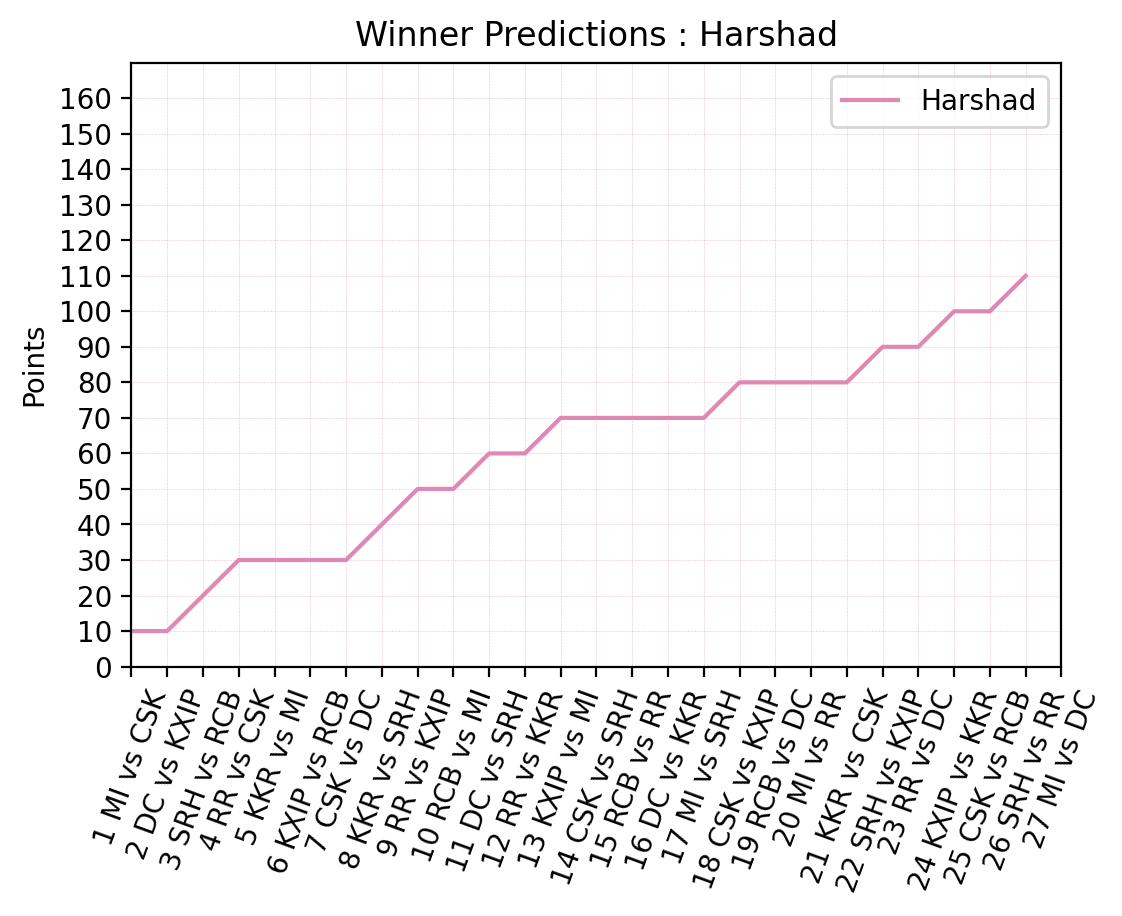 Winner Predictions : Harshad
Harshad
160
150
140
130
120
110
100
90
80
70
60
50
40
30
20
10
0
Points
1 MI vs CSK
2 DC vs KXIP
3 SRH vs RCB
4 RR vs CSK
5 KKR vs MI
6 KXIP vs RCB
7 CSK vs DC
8 KKR vs SRH
9 RR vs KXIP
10 RCB vs MI
11 DC vs SRH
12 RR vs KKR
13 KXIP vs MI
14 CSK vs SRH
15 RCB vs RR
16 DC vs KKR
17 MI vs SRH
18 CSK vs KXIP
19 RCB vs DC
20 MI vs RR
21 KKR vs CSK
22 SRH vs KXIP
23 RR vs DC
24 KXIP vs KKR
25 CSK vs RCB
26 SRH vs RR
27 MI vs DC